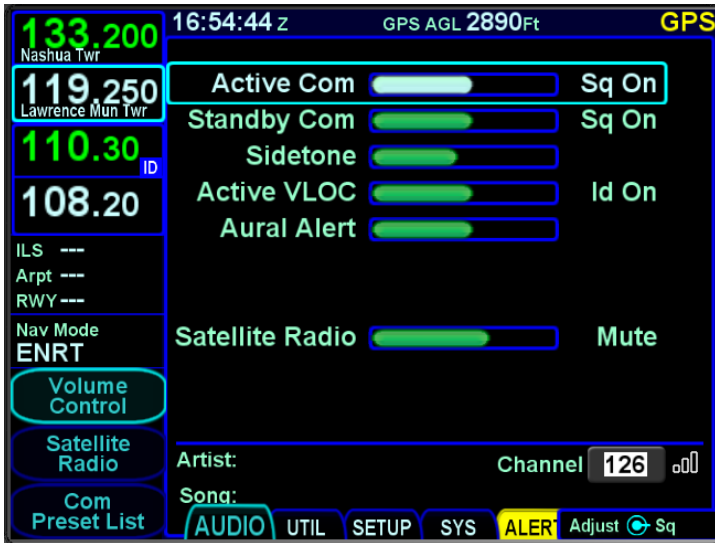 133.200
Nashua Twr
119.250
Lawrence Mun Twr
110.30
ID
108.20
ILS ---
Arpt ---
RWY---
Nav Mode
ENRT
Volume
Control
Satellite
Radio
Com
Preset List
16:54:44 Z GPS AGL 2890Ft GPS
Active Com Sq On
Standby Com Sq On
Sidetone
Active VLOC Id On
Aural Alert
Satellite Radio Mute
Artist: Channel 126
Song:
AUDIO UTIL SETUP SYS ALERT Adjust Sq